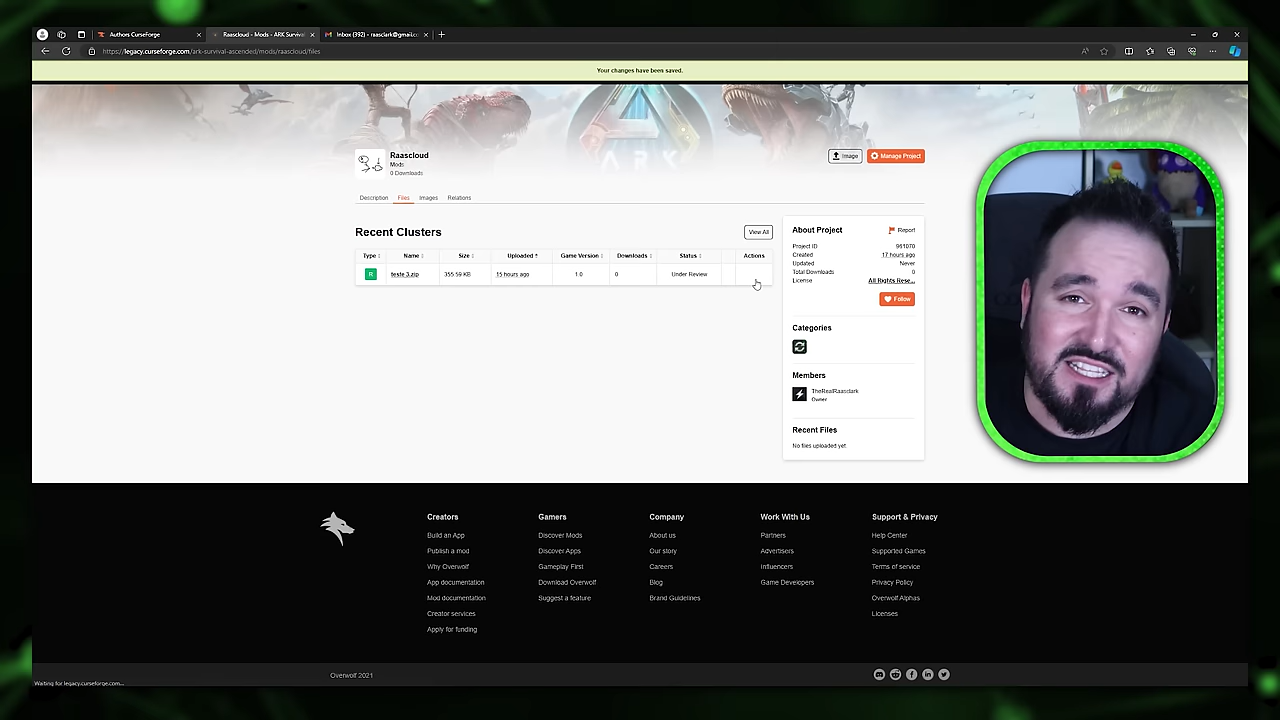 Authors CurseForge
Raascloud - Mods - ARK Survival
Inbox (392) - raasclark@gmail.co
https://legacy.curseforge.com/ark-survival-ascended/mods/raascloud/files
Your changes have been saved.
ARK
Raascloud
Mods
0 Downloads
Image
Manage Project
Description Files Images Relations
Recent Clusters
View All
Type Name Size Uploaded Game Version Downloads Status Actions
R teste 3.zip 355.59 KB 15 hours ago 1.0 0 Under Review
About Project
Report
Project ID 961070
Created 17 hours ago
Updated Never
Total Downloads 0
License All Rights Rese...
Follow
Categories
Members
TheRealRaasclark
Owner
Recent Files
No files uploaded yet.
Creators
Build an App
Publish a mod
Why Overwolf
App documentation
Mod documentation
Creator services
Apply for funding
Gamers
Discover Mods
Discover Apps
Gameplay First
Download Overwolf
Suggest a feature
Company
About us
Our story
Careers
Blog
Brand Guidelines
Work With Us
Partners
Advertisers
Influencers
Game Developers
Support & Privacy
Help Center
Supported Games
Terms of service
Privacy Policy
Overwolf Alphas
Licenses
Overwolf 2021
Waiting for legacy.curseforge.com...